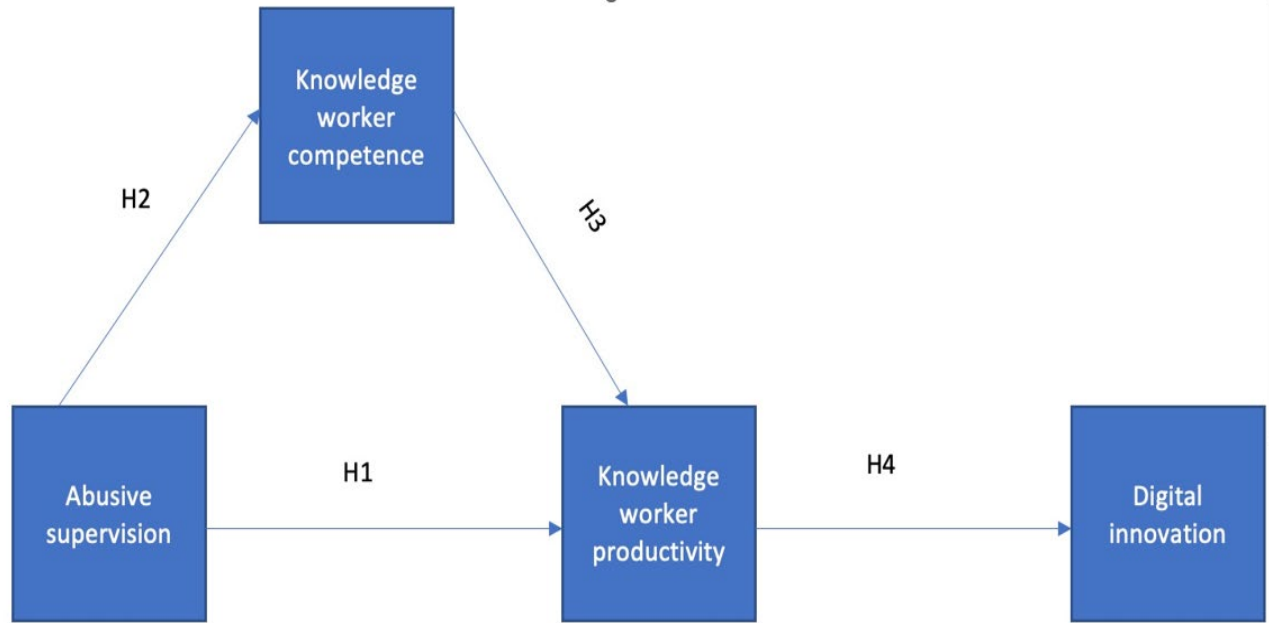 Knowledge
worker
competence
H2
H3
Abusive
supervision
H1
Knowledge
worker
productivity
H4
Digital
innovation